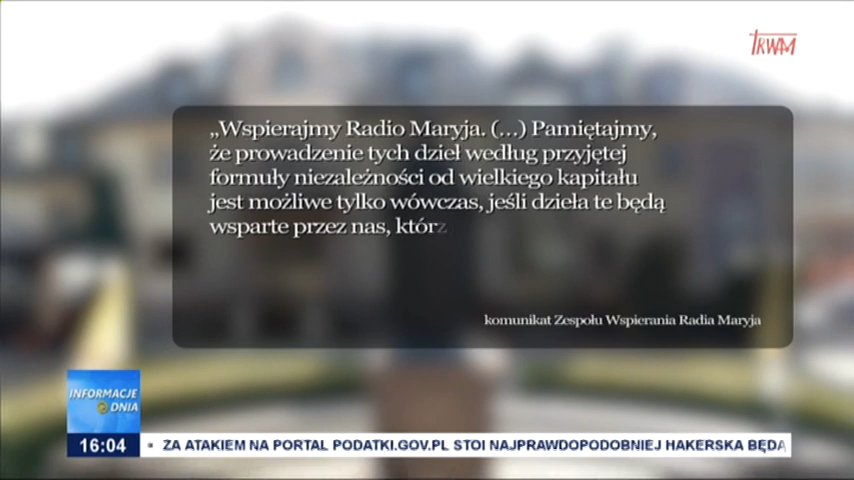 TRWAM
„Wspierajmy Radio Maryja. (...) Pamiętajmy,
że prowadzenie tych dzieł według przyjętej
formuły niezależności od wielkiego kapitału
jest możliwe tylko wówczas, jeśli dzieła te będą
wsparte przez nas, którz
komunikat Zespołu Wspierania Radia Maryja
INFORMACJE
DNIA
16:04
▪ ZA ATAKIEM NA PORTAL PODATKI.GOV.PL STOI NAJPRAWDOPODOBNIEJ HAKERSKA BĘDĄ